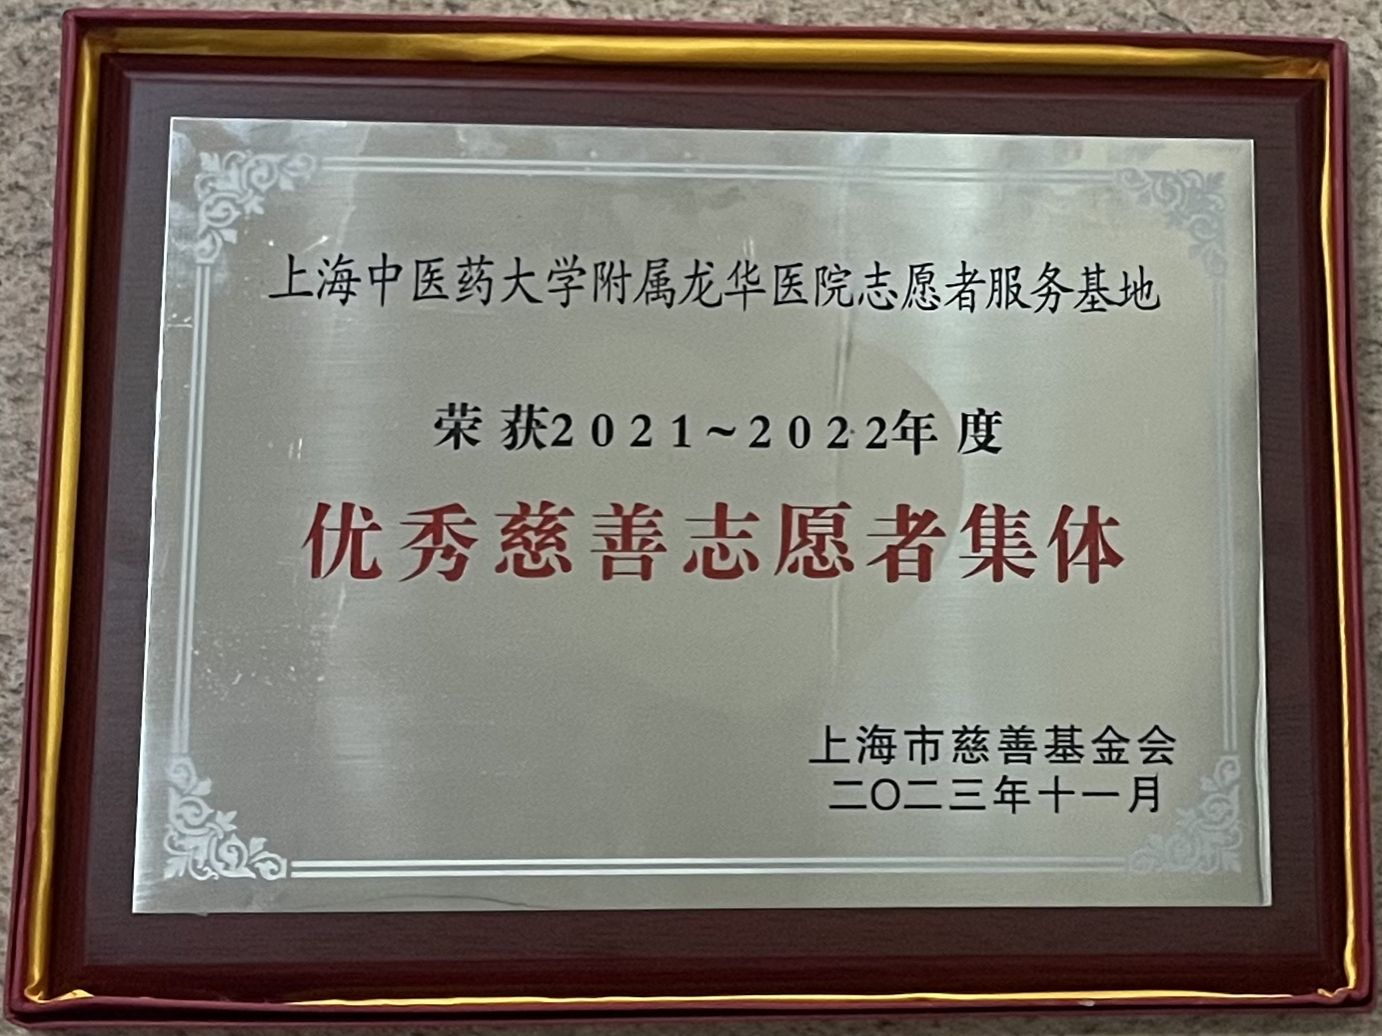 上海中医药大学附属龙华医院志愿者服务基地
荣获2021~2022年度
优秀慈善志愿者集体
上海市慈善基金会
二〇二三年十一月